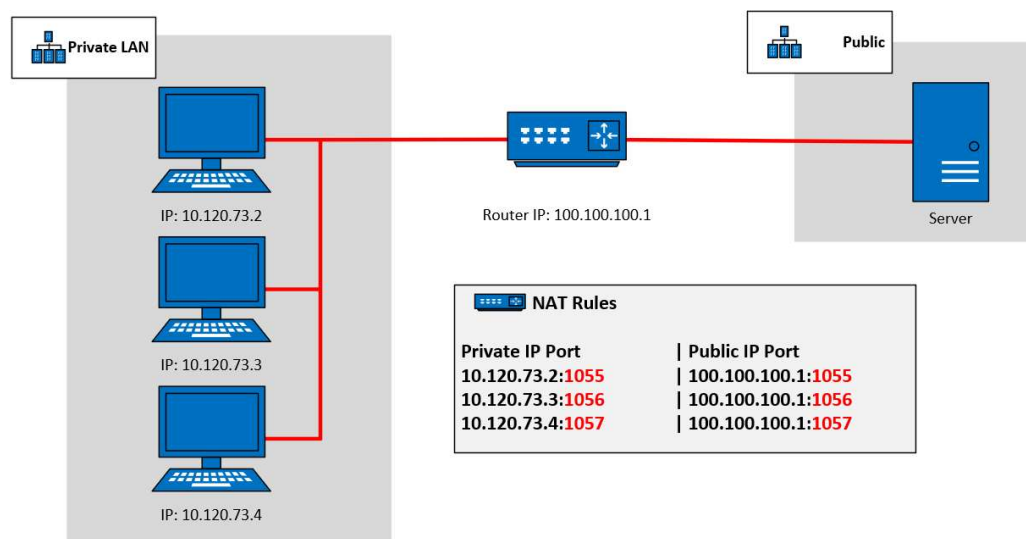 Private LAN
Public
IP: 10.120.73.2
Router IP: 100.100.100.1
Server
IP: 10.120.73.3
IP: 10.120.73.4
NAT Rules
Private IP Port | Public IP Port
10.120.73.2:1055 | 100.100.100.1:1055
10.120.73.3:1056 | 100.100.100.1:1056
10.120.73.4:1057 | 100.100.100.1:1057